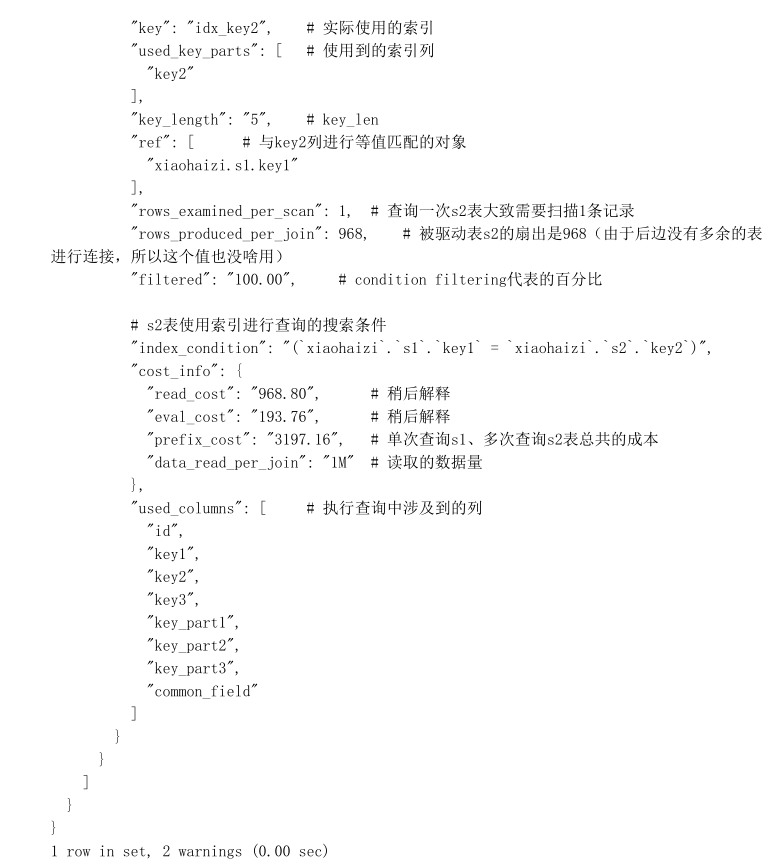 "key": "idx_key2",    # 实际使用的索引
          "used_key_parts": [   # 使用到的索引列
            "key2"
          ],
          "key_length": "5",    # key_len
          "ref": [      # 与key2列进行等值匹配的对象
            "xiaohaizi.s1.key1"
          ],
          "rows_examined_per_scan": 1,  # 查询一次s2表大致需要扫描1条记录
          "rows_produced_per_join": 968,    # 被驱动表s2的扇出是968（由于后边没有多余的表
进行连接，所以这个值也没啥用）
          "filtered": "100.00",     # condition filtering代表的百分比

          # s2表使用索引进行查询的搜索条件
          "index_condition": "(`xiaohaizi`.`s1`.`key1` = `xiaohaizi`.`s2`.`key2`)",
          "cost_info": {
            "read_cost": "968.80",      # 稍后解释
            "eval_cost": "193.76",      # 稍后解释
            "prefix_cost": "3197.16",   # 单次查询s1、多次查询s2表总共的成本
            "data_read_per_join": "1M"  # 读取的数据量
          },
          "used_columns": [     # 执行查询中涉及到的列
            "id",
            "key1",
            "key2",
            "key3",
            "key_part1",
            "key_part2",
            "key_part3",
            "common_field"
          ]
        }
      }
    ]
  }
}
1 row in set, 2 warnings (0.00 sec)